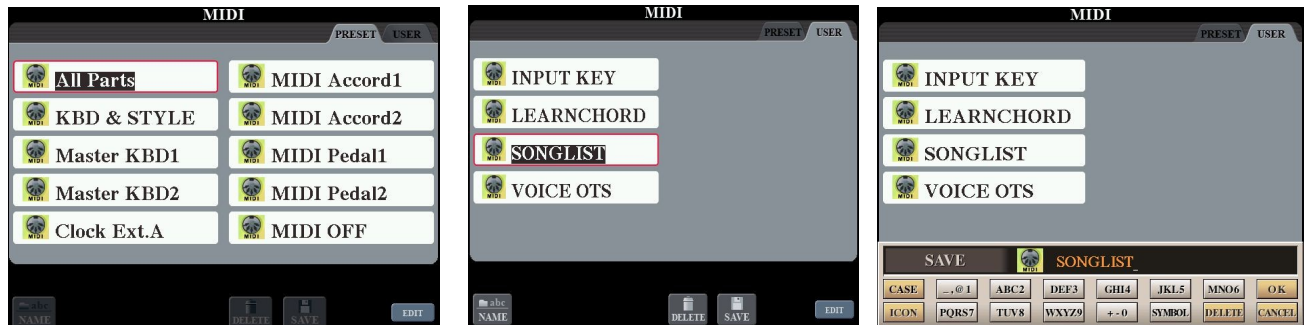 MIDI
PRESET USER
All Parts MIDI Accord1
KBD & STYLE MIDI Accord2
Master KBD1 MIDI Pedal1
Master KBD2 MIDI Pedal2
Clock Ext.A MIDI OFF
abc
NAME DELETE SAVE EDIT
MIDI
PRESET USER
INPUT KEY
LEARNCHORD
SONGLIST
VOICE OTS
abc
NAME DELETE SAVE EDIT
MIDI
PRESET USER
INPUT KEY
LEARNCHORD
SONGLIST
VOICE OTS
SAVE SONGLIST_
CASE _,@1 ABC2 DEF3 GHI4 JKL5 MNO6 OK
ICON PQRS7 TUV8 WXYZ9 +-0 SYMBOL DELETE CANCEL